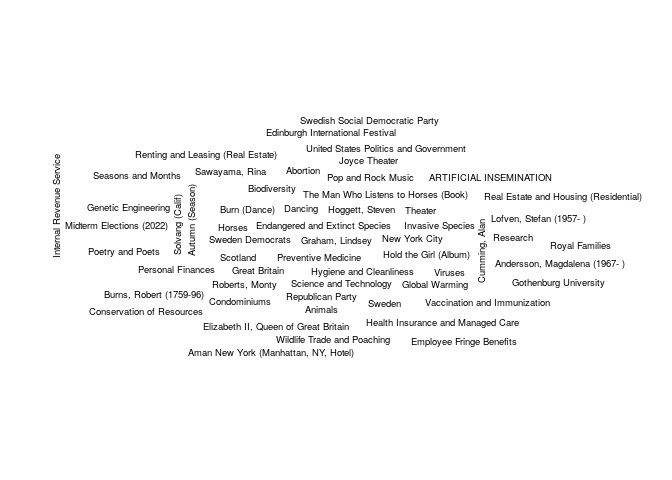 Swedish Social Democratic Party
Edinburgh International Festival
United States Politics and Government
Renting and Leasing (Real Estate)
Joyce Theater
Internal Revenue Service
Sawayama, Rina
Abortion
Seasons and Months
Pop and Rock Music
ARTIFICIAL INSEMINATION
Biodiversity
The Man Who Listens to Horses (Book)
Real Estate and Housing (Residential)
Genetic Engineering
Solvang (Calif)
Autumn (Season)
Burn (Dance)
Dancing
Hoggett, Steven
Theater
Lofven, Stefan (1957- )
Midterm Elections (2022)
Horses
Endangered and Extinct Species
Invasive Species
Cumming, Alan
Sweden Democrats
Graham, Lindsey
New York City
Research
Royal Families
Poetry and Poets
Scotland
Preventive Medicine
Hold the Girl (Album)
Andersson, Magdalena (1967- )
Personal Finances
Great Britain
Hygiene and Cleanliness
Viruses
Roberts, Monty
Science and Technology
Global Warming
Gothenburg University
Burns, Robert (1759-96)
Condominiums
Republican Party
Sweden
Vaccination and Immunization
Conservation of Resources
Animals
Elizabeth II, Queen of Great Britain
Health Insurance and Managed Care
Wildlife Trade and Poaching
Employee Fringe Benefits
Aman New York (Manhattan, NY, Hotel)